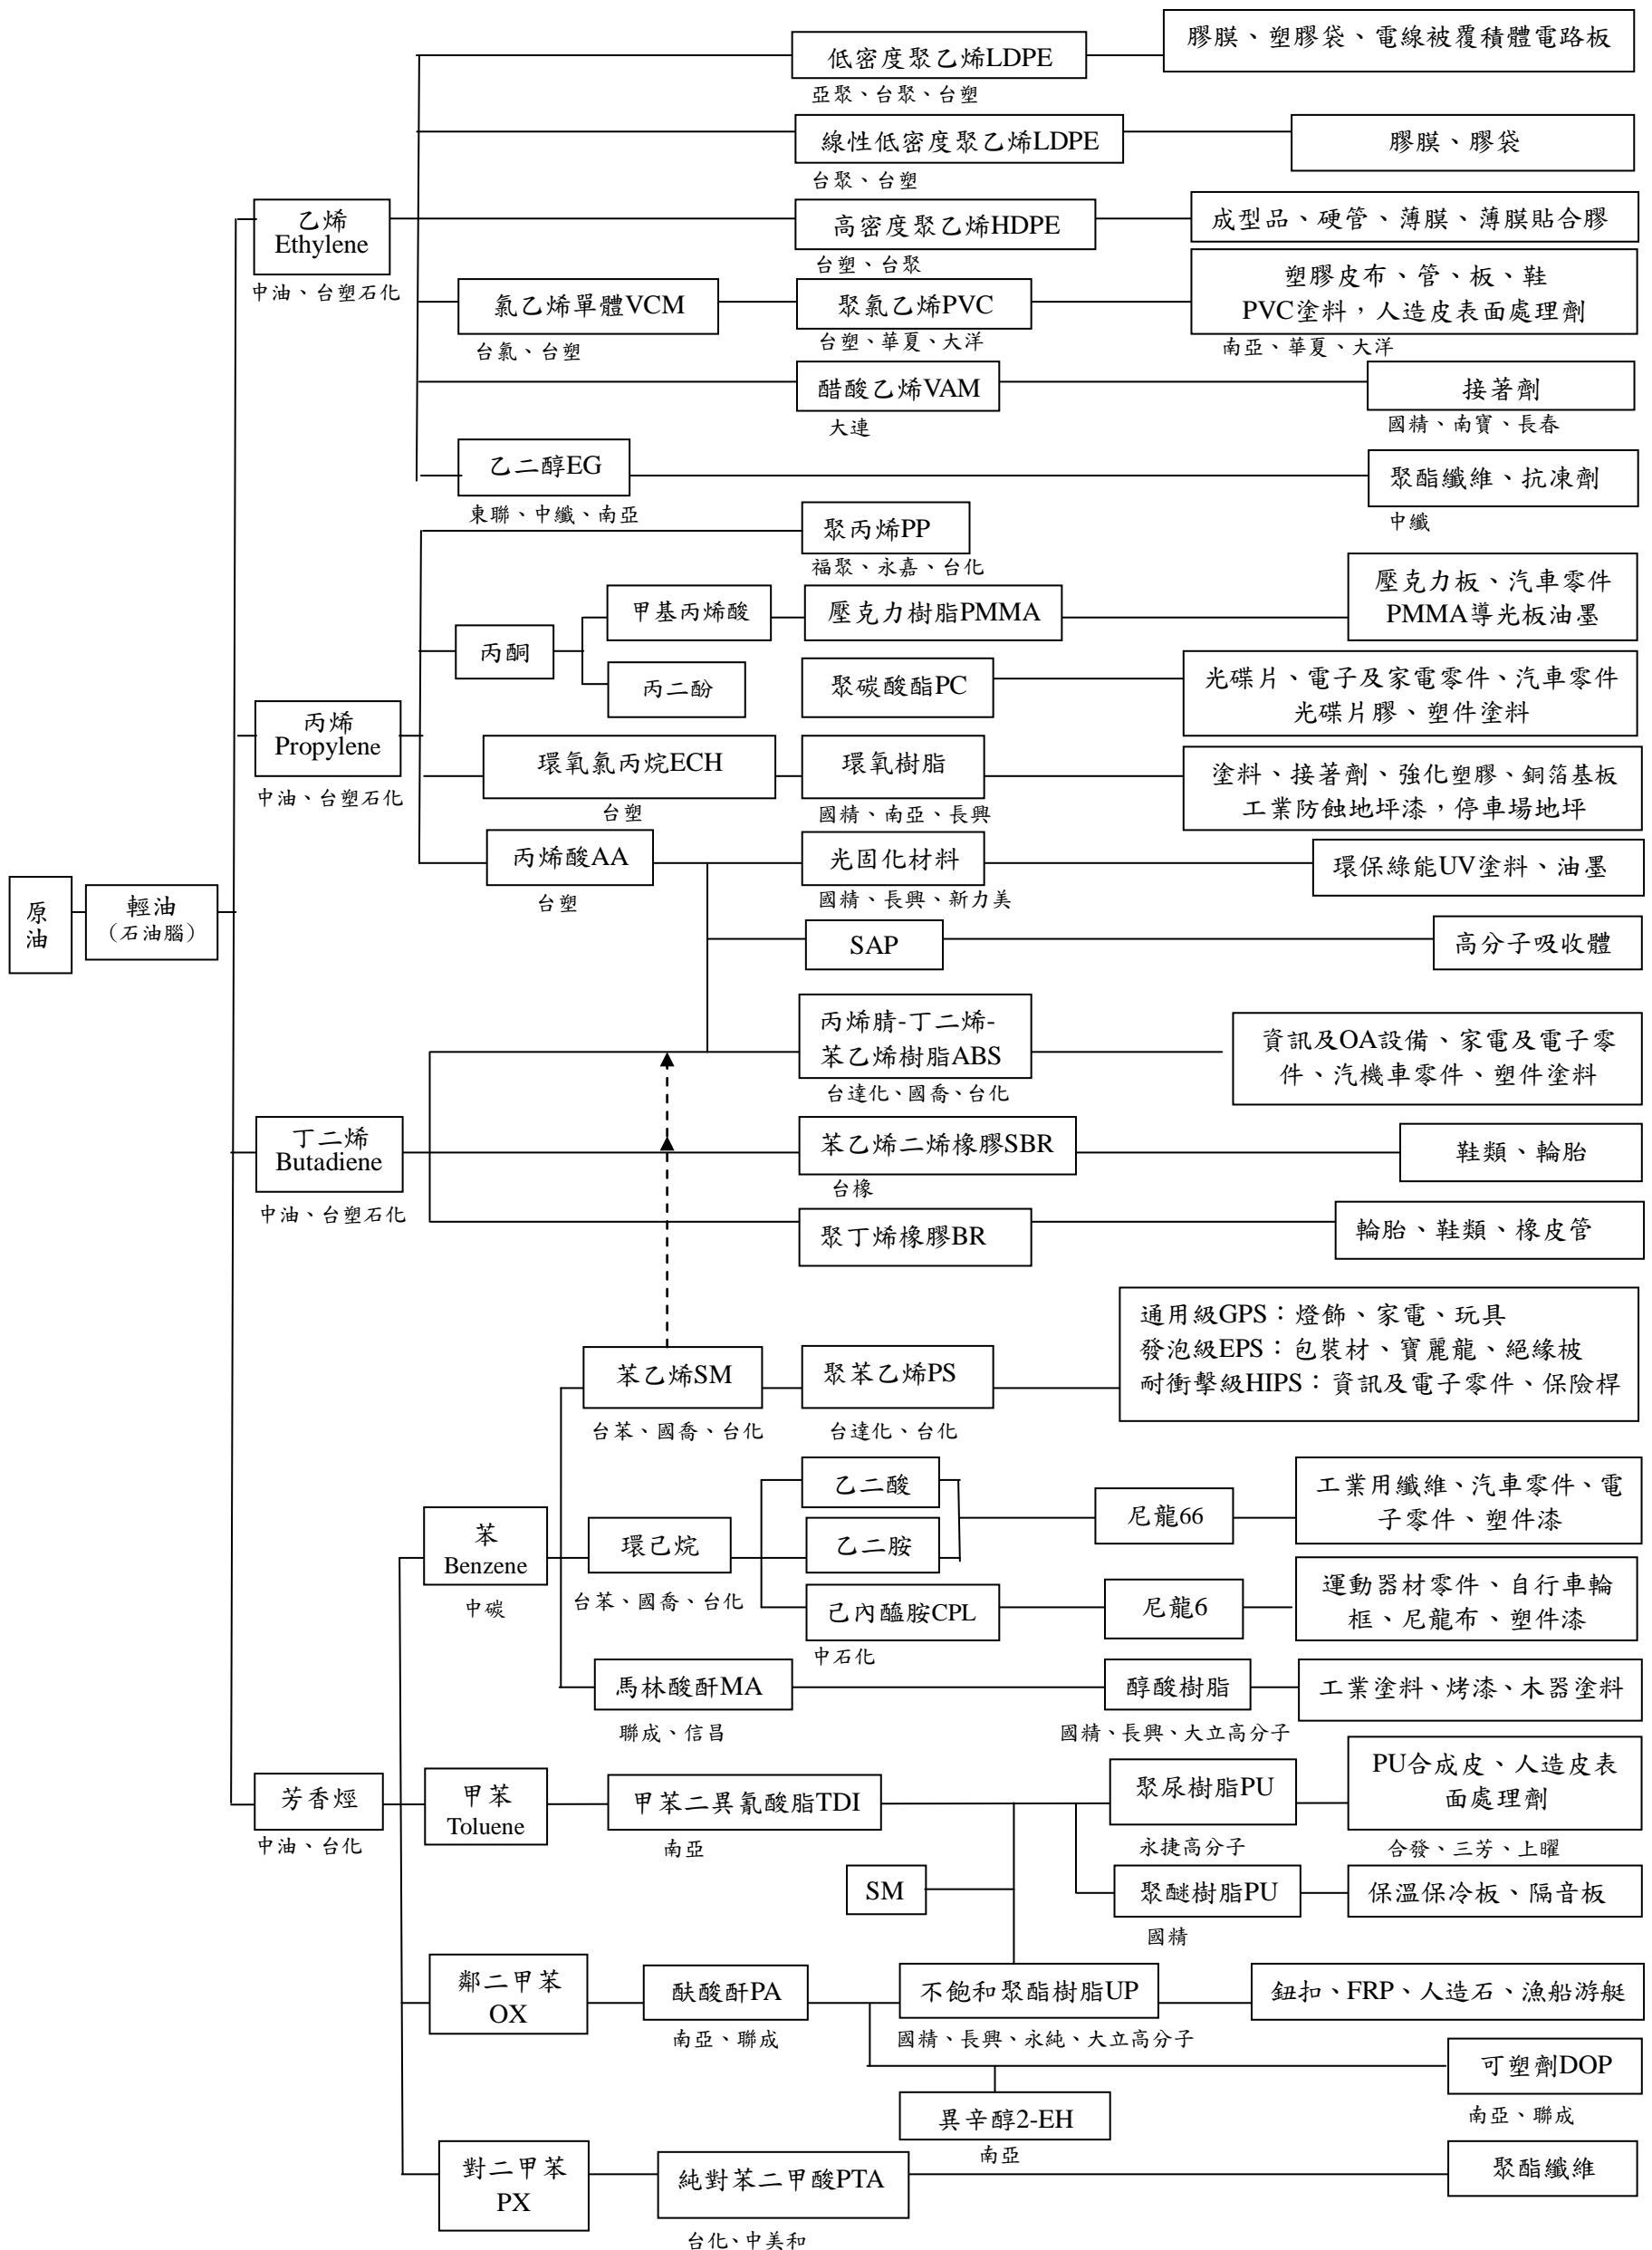 低密度聚乙烯LDPE
膠膜、塑膠袋、電線被覆積體電路板
亞聚、台聚、台塑
線性低密度聚乙烯LDPE
膠膜、膠袋
台聚、台塑
乙烯
Ethylene
中油、台塑石化
高密度聚乙烯HDPE
成型品、硬管、薄膜、薄膜貼合膠
台塑、台聚
氯乙烯單體VCM
台氯、台塑
聚氯乙烯PVC
台塑、華夏、大洋
塑膠皮布、管、板、鞋
PVC塗料，人造皮表面處理劑
南亞、華夏、大洋
醋酸乙烯VAM
大連
接著劑
國精、南寶、長春
乙二醇EG
東聯、中纖、南亞
聚酯纖維、抗凍劑
中纖
聚丙烯PP
福聚、永嘉、台化
丙酮
甲基丙烯酸
壓克力樹脂PMMA
壓克力板、汽車零件
PMMA導光板油墨
丙二酚
聚碳酸酯PC
光碟片、電子及家電零件、汽車零件
光碟片膠、塑件塗料
丙烯
Propylene
中油、台塑石化
環氧氯丙烷ECH
台塑
環氧樹脂
國精、南亞、長興
塗料、接著劑、強化塑膠、銅箔基板
工業防蝕地坪漆，停車場地坪
丙烯酸AA
台塑
光固化材料
國精、長興、新力美
環保綠能UV塗料、油墨
原
油
輕油
（石油腦）
SAP
高分子吸收體
丙烯腈-丁二烯-
苯乙烯樹脂ABS
台達化、國喬、台化
資訊及OA設備、家電及電子零
件、汽機車零件、塑件塗料
丁二烯
Butadiene
中油、台塑石化
苯乙烯二烯橡膠SBR
台橡
鞋類、輪胎
聚丁烯橡膠BR
輪胎、鞋類、橡皮管
苯乙烯SM
台苯、國喬、台化
聚苯乙烯PS
台達化、台化
通用級GPS：燈飾、家電、玩具
發泡級EPS：包裝材、寶麗龍、絕緣被
耐衝擊級HIPS：資訊及電子零件、保險桿
苯
Benzene
中碳
環己烷
台苯、國喬、台化
乙二酸
乙二胺
尼龍66
工業用纖維、汽車零件、電
子零件、塑件漆
己內醯胺CPL
中石化
尼龍6
運動器材零件、自行車輪
框、尼龍布、塑件漆
馬林酸酐MA
聯成、信昌
醇酸樹脂
國精、長興、大立高分子
工業塗料、烤漆、木器塗料
芳香烴
中油、台化
甲苯
Toluene
甲苯二異氰酸脂TDI
南亞
聚尿樹脂PU
永捷高分子
PU合成皮、人造皮表
面處理劑
合發、三芳、上曜
SM
聚醚樹脂PU
國精
保溫保冷板、隔音板
鄰二甲苯
OX
酞酸酐PA
南亞、聯成
不飽和聚酯樹脂UP
國精、長興、永純、大立高分子
鈕扣、FRP、人造石、漁船游艇
可塑劑DOP
南亞、聯成
異辛醇2-EH
南亞
對二甲苯
PX
純對苯二甲酸PTA
台化、中美和
聚酯纖維